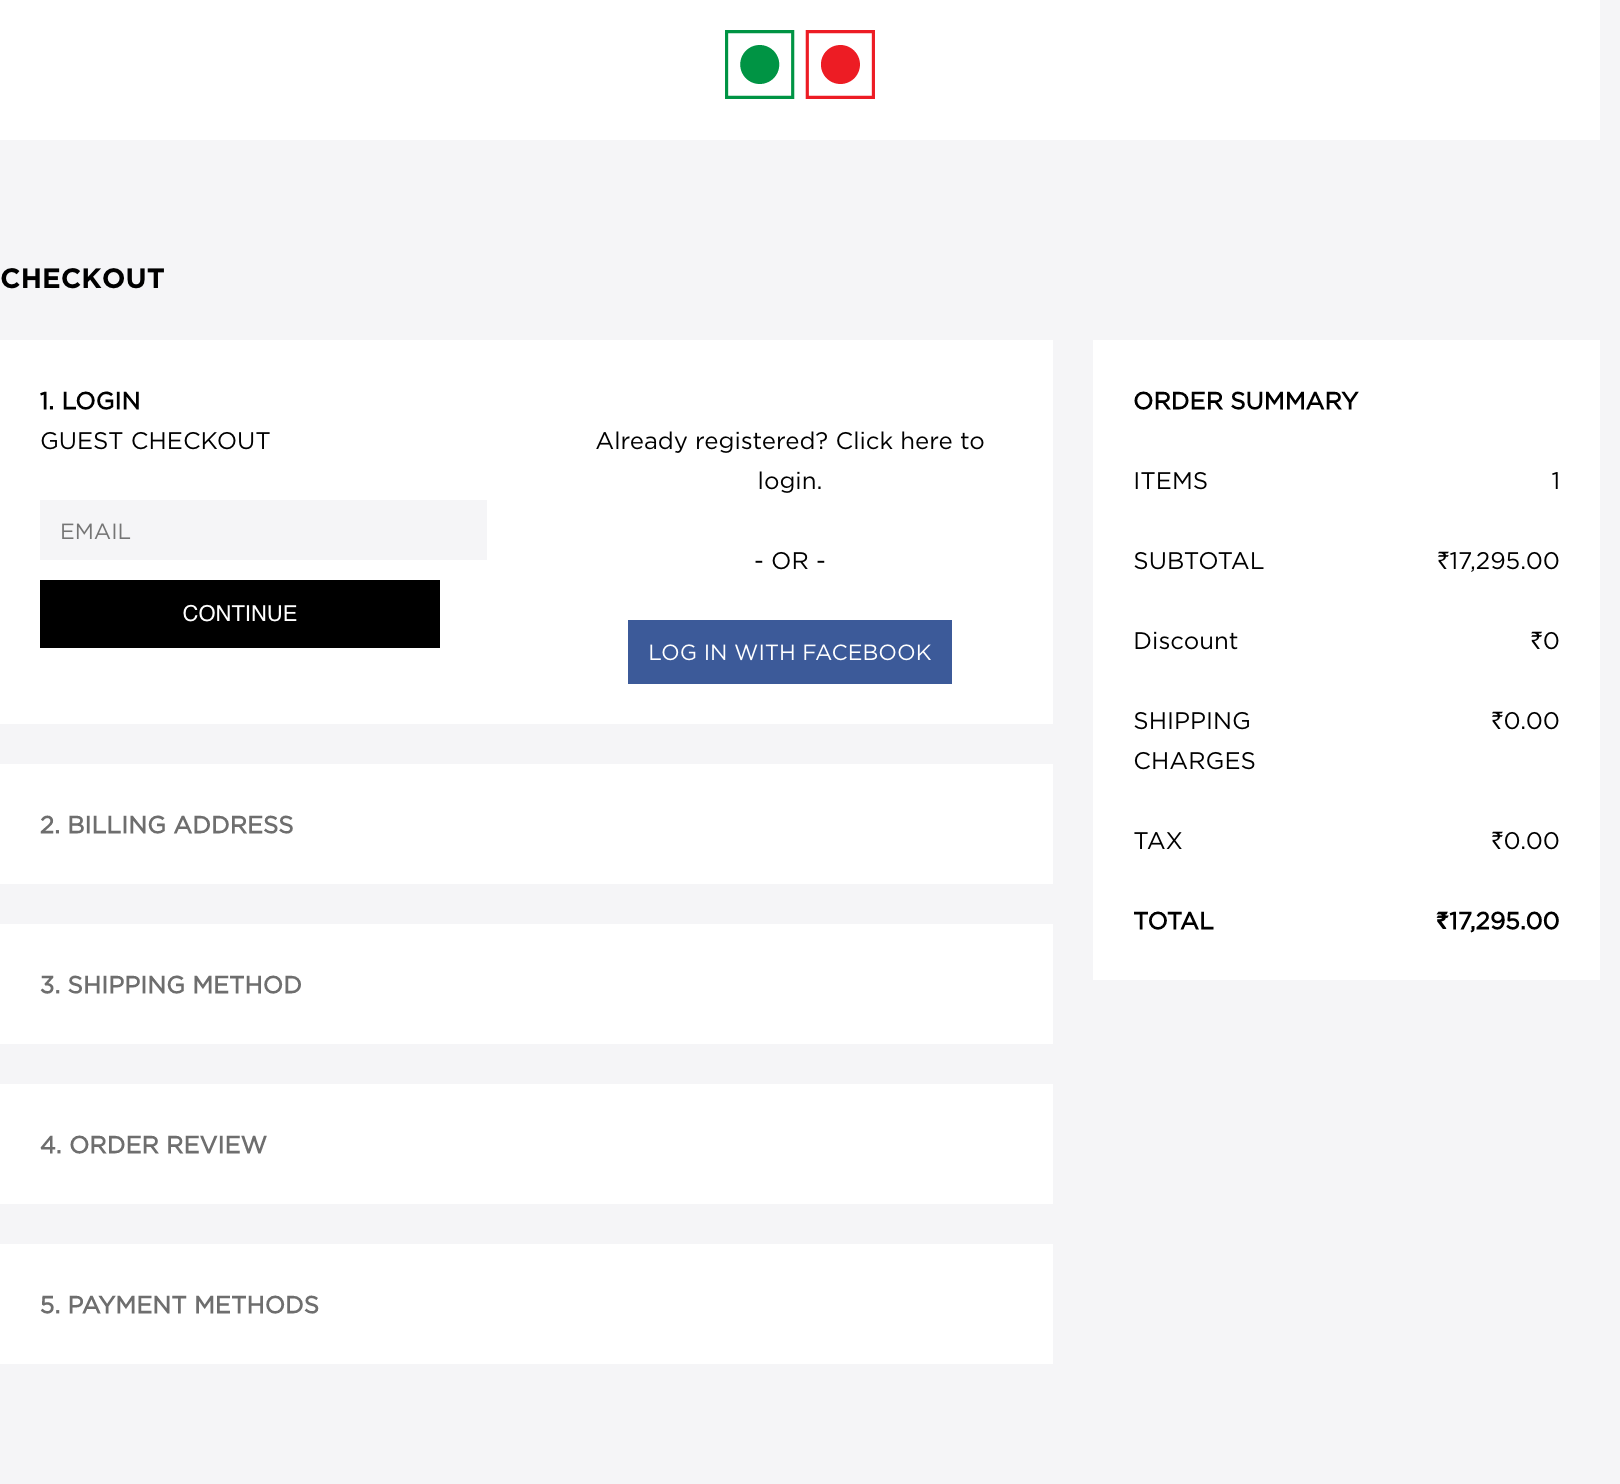 CHECKOUT
1. LOGIN
GUEST CHECKOUT
EMAIL
CONTINUE
Already registered? Click here to
login.
- OR -
LOG IN WITH FACEBOOK
2. BILLING ADDRESS
3. SHIPPING METHOD
4. ORDER REVIEW
5. PAYMENT METHODS
ORDER SUMMARY
ITEMS 1
SUBTOTAL ₹17,295.00
Discount ₹0
SHIPPING ₹0.00
CHARGES
TAX ₹0.00
TOTAL ₹17,295.00